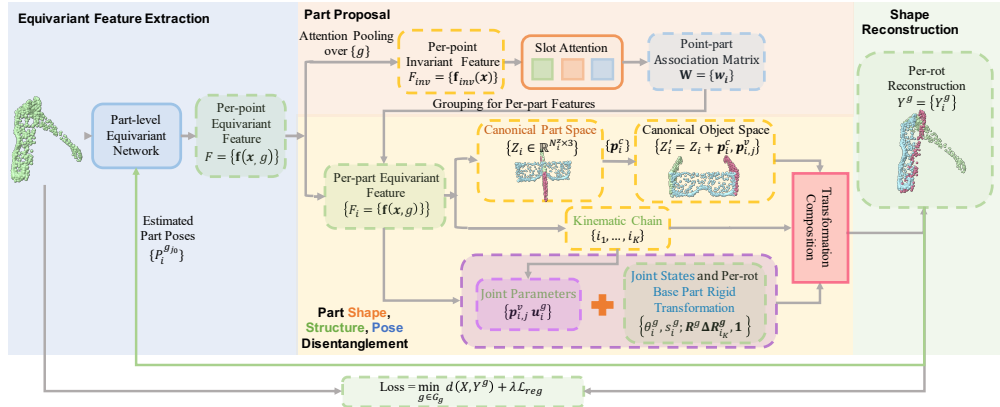 Equivariant Feature Extraction
Part Proposal
Shape
Reconstruction
Attention Pooling
over {g}
Per-point
Invariant Feature
F_inv = {f_inv(x)}
Slot Attention
Point-part
Association Matrix
W = {w_i}
Per-rot
Reconstruction
Y^g = {Y_i^g}
Grouping for Per-part Features
Part-level
Equivariant
Network
Per-point
Equivariant
Feature
F = {f(x, g)}
Canonical Part Space
{Z_i ∈ ℝ^{N_i^c×3}}
{p_i^c}
Canonical Object Space
{Z_i' = Z_i + p_i^c, p_{i,j}^v}
Per-part Equivariant
Feature
{F_i = {f(x, g)}}
Transformation
Composition
Kinematic Chain
{i_1, ..., i_K}
Estimated
Part Poses
{P_i^{g_{j_0}}}
Joint Parameters
{p_{i,j}^v u_i^g}
Joint States and Per-rot
Base Part Rigid
Transformation
{θ_i^g, s_i^g; R^g ΔR_{i_K}^g, 1 }
Part Shape,
Structure, Pose
Disentanglement
Loss = min_{g∈G_g} d(X, Y^g) + λℒ_reg